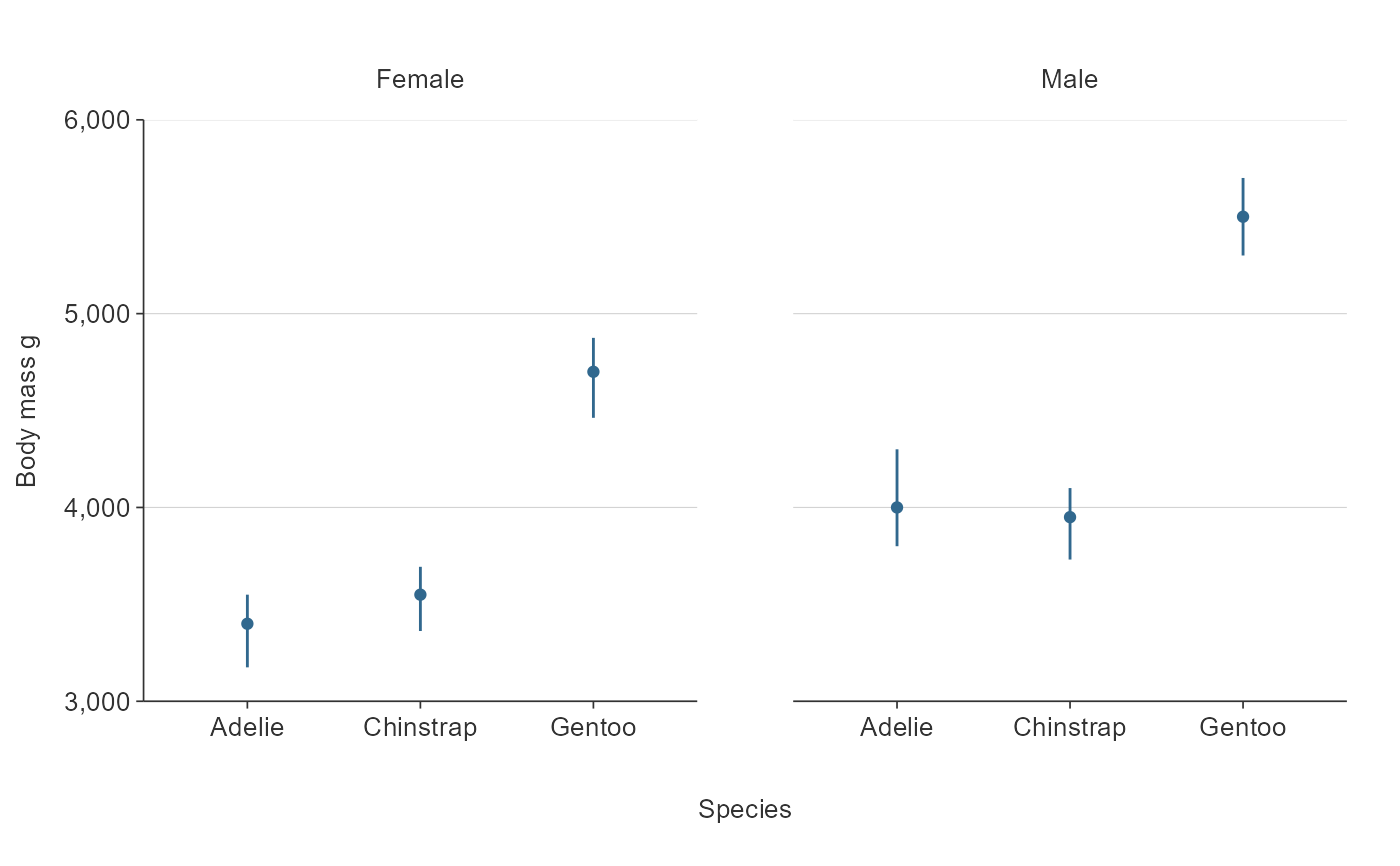 Female
Male
6,000
5,000
4,000
3,000
Body mass g
Adelie Chinstrap Gentoo
Adelie Chinstrap Gentoo
Species